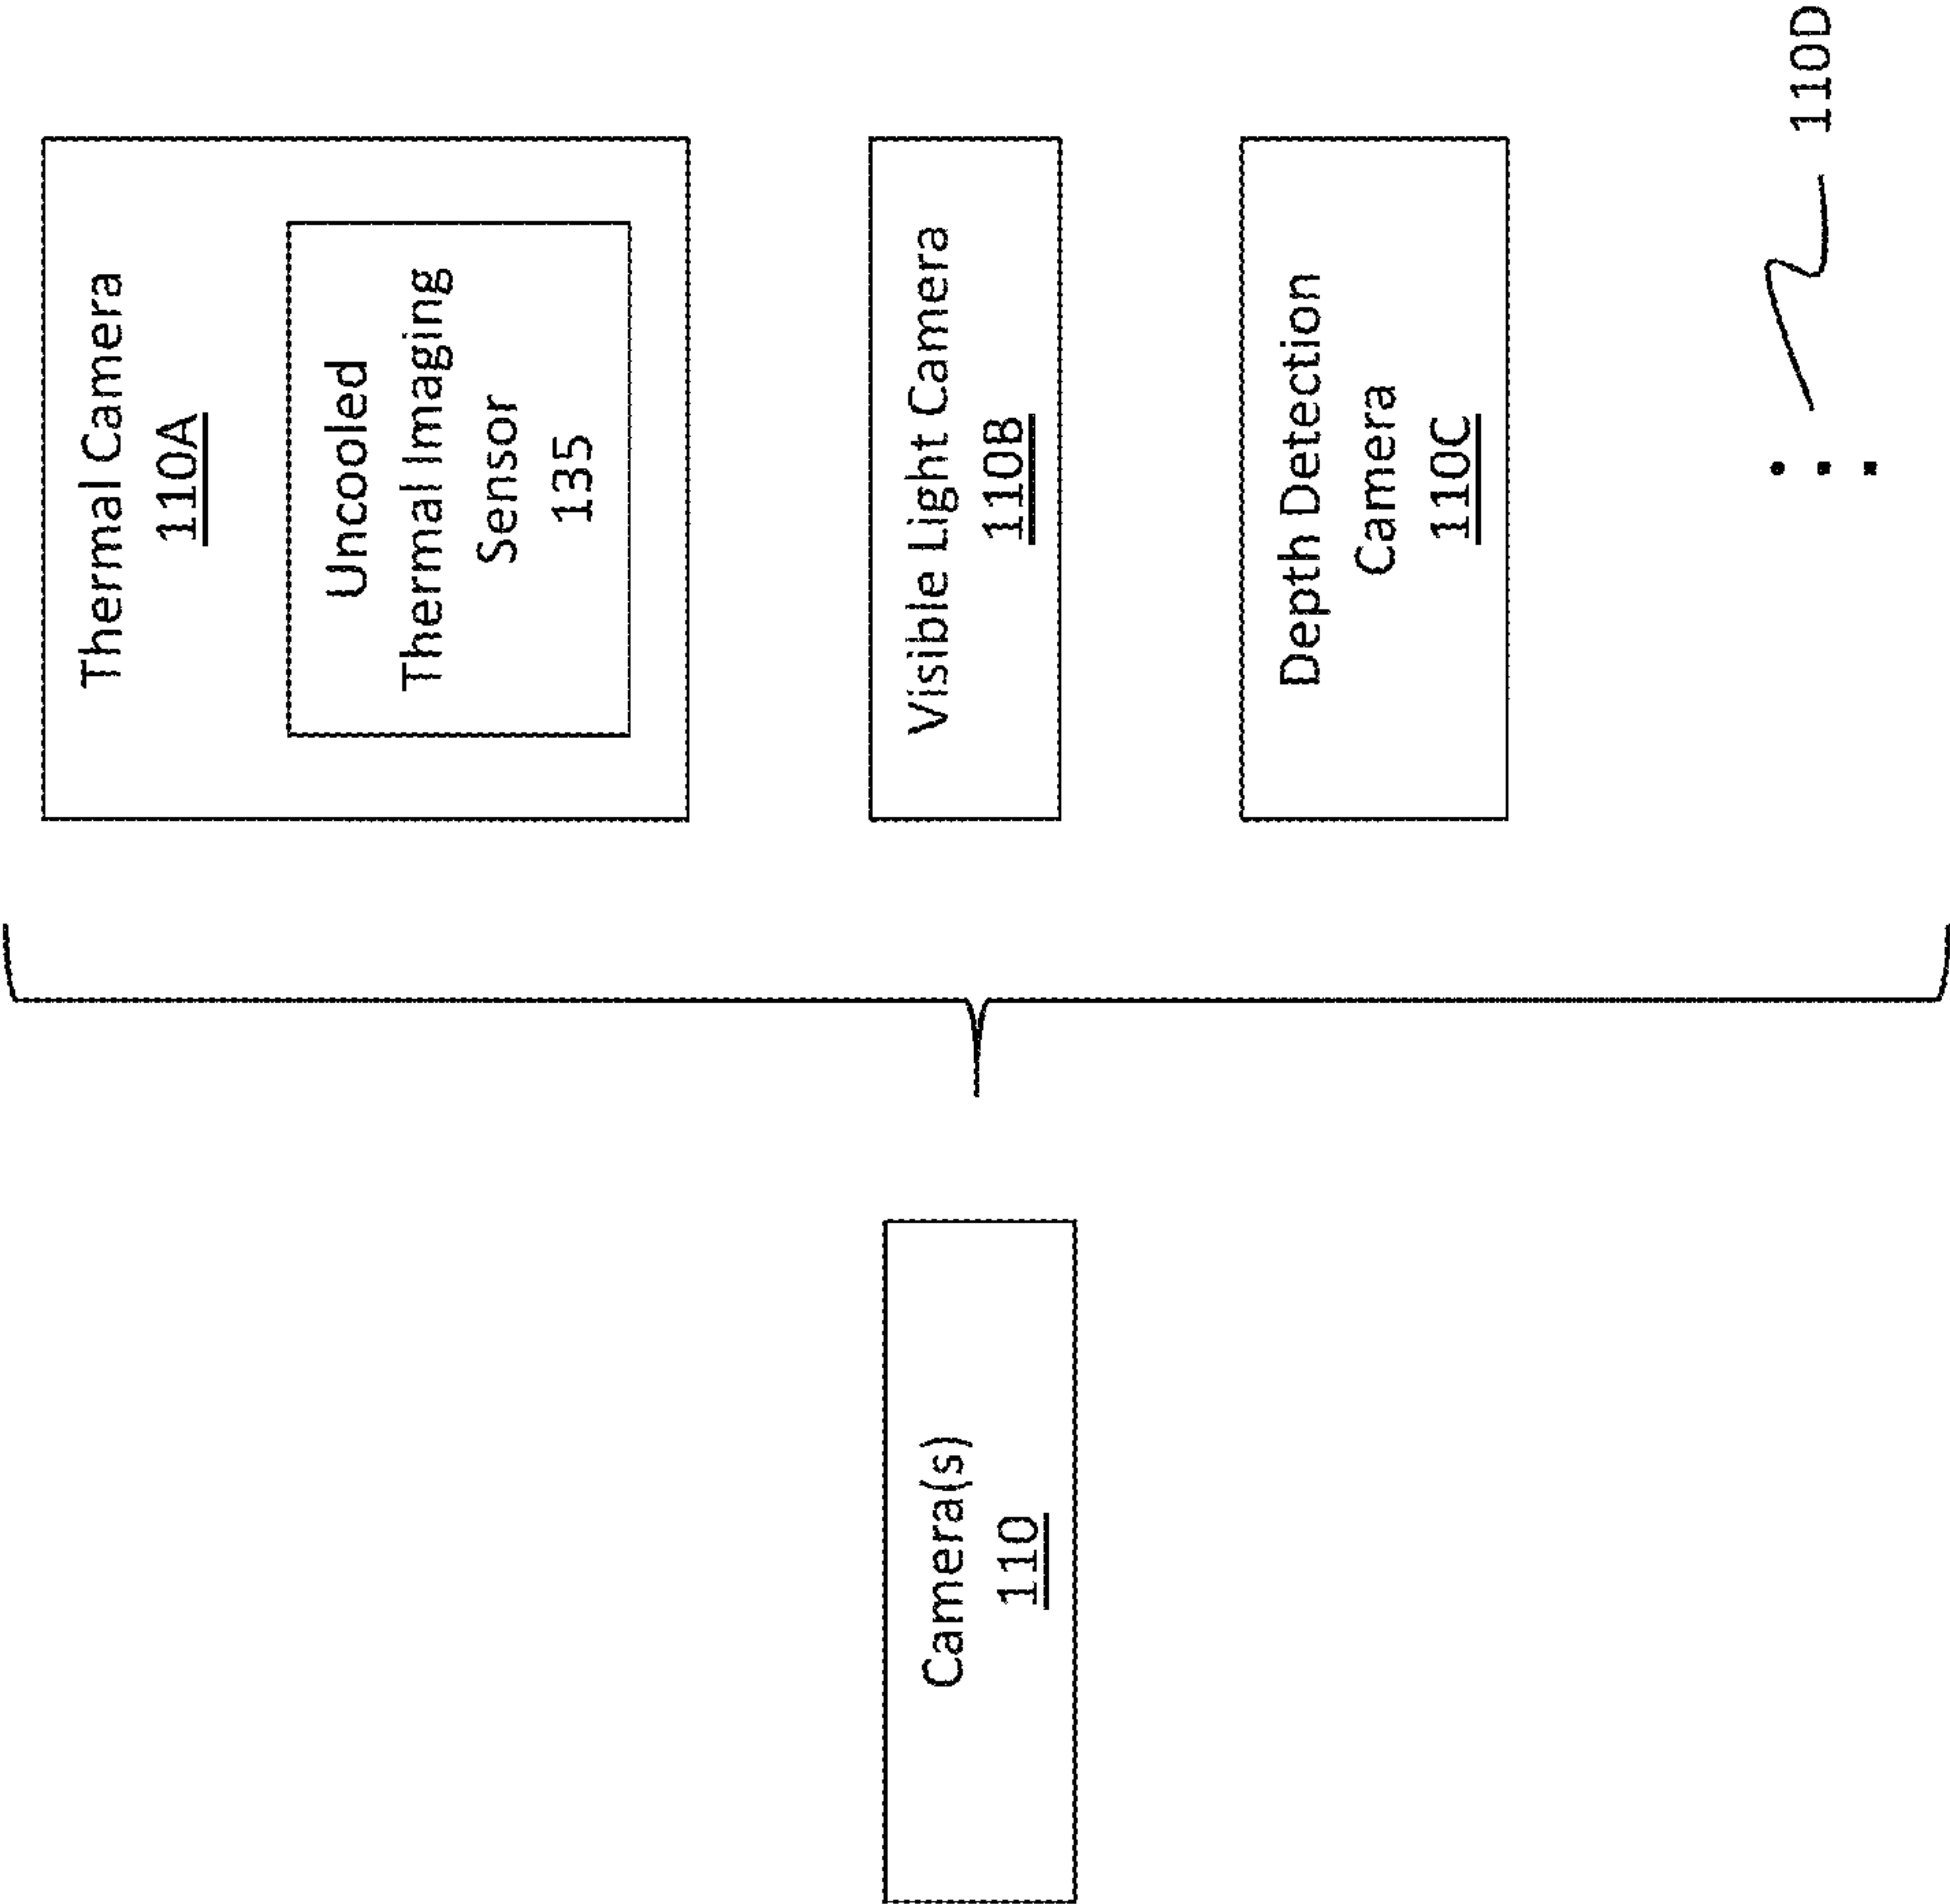 Camera(s)
110
Thermal Camera
110A
Uncooled
Thermal Imaging
Sensor
135
Visible Light Camera
110B
Depth Detection
Camera
110C
110D